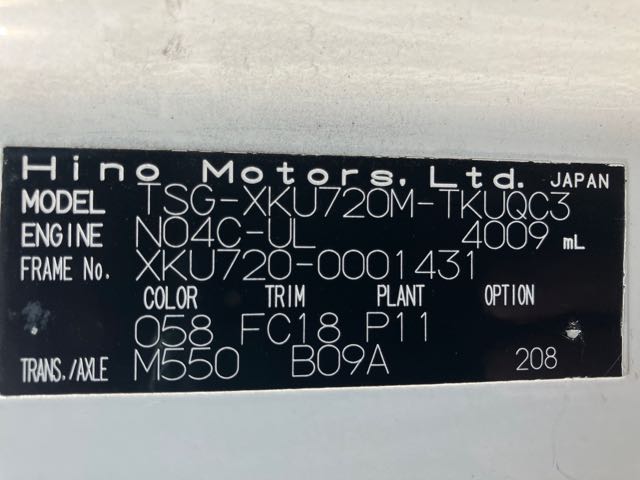 Hino Motors, Ltd. JAPAN
MODEL TSG-XKU720M-TKUQC3
ENGINE N04C-UL 4009 mL
FRAME No. XKU720-0001431
COLOR TRIM PLANT OPTION
058 FC18 P11
TRANS./AXLE M550 B09A 208